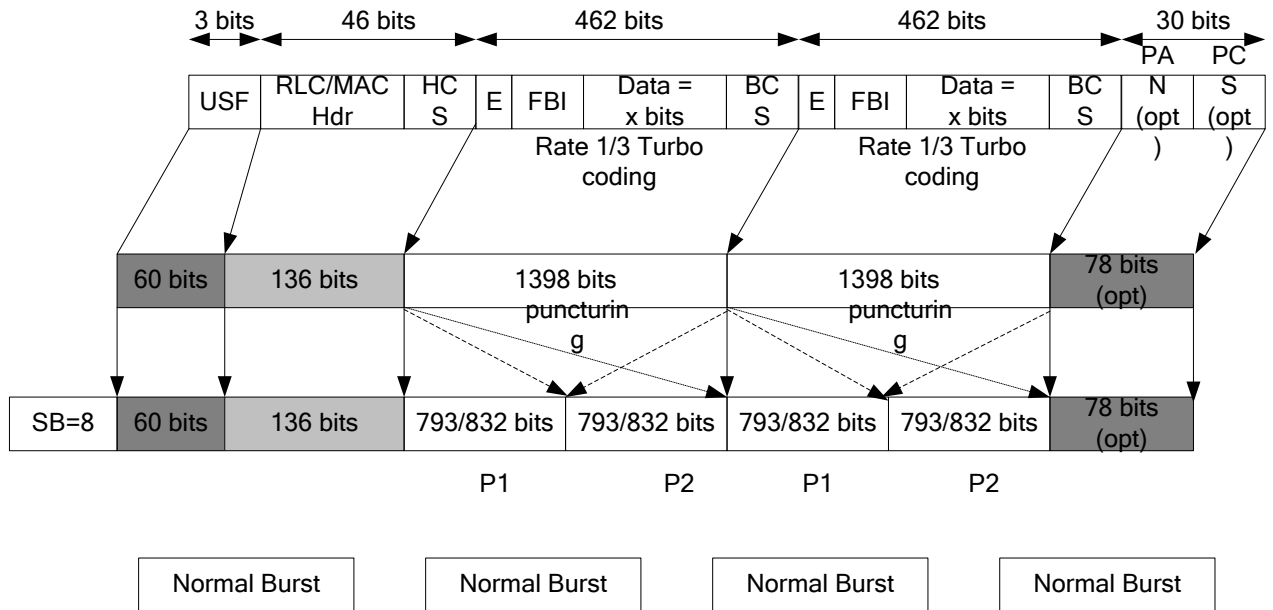 3 bits 46 bits 462 bits 462 bits 30 bits
USF
RLC/MAC
Hdr
HC
S
E
FBI
Data =
x bits
BC
S
E
FBI
Data =
x bits
BC
S
PA
N
(opt
)
PC
S
(opt
)
Rate 1/3 Turbo
coding
Rate 1/3 Turbo
coding
60 bits
136 bits
1398 bits
puncturin
g
1398 bits
puncturin
g
78 bits
(opt)
SB=8
60 bits
136 bits
793/832 bits
793/832 bits
793/832 bits
793/832 bits
78 bits
(opt)
P1 P2 P1 P2
Normal Burst Normal Burst Normal Burst Normal Burst